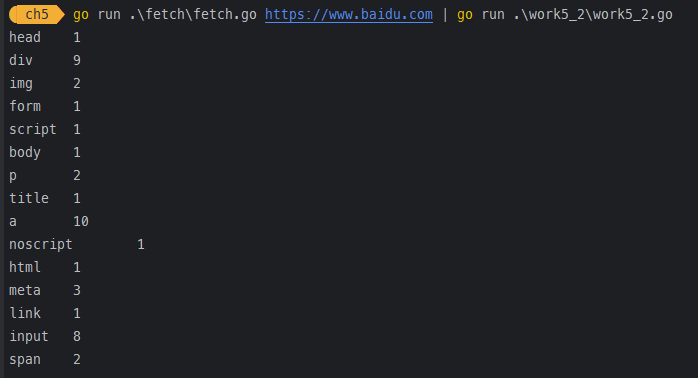 ch5 go run .\fetch\fetch.go https://www.baidu.com | go run .\work5_2\work5_2.go
head 1
div 9
img 2
form 1
script 1
body 1
p 2
title 1
a 10
noscript 1
html 1
meta 3
link 1
input 8
span 2